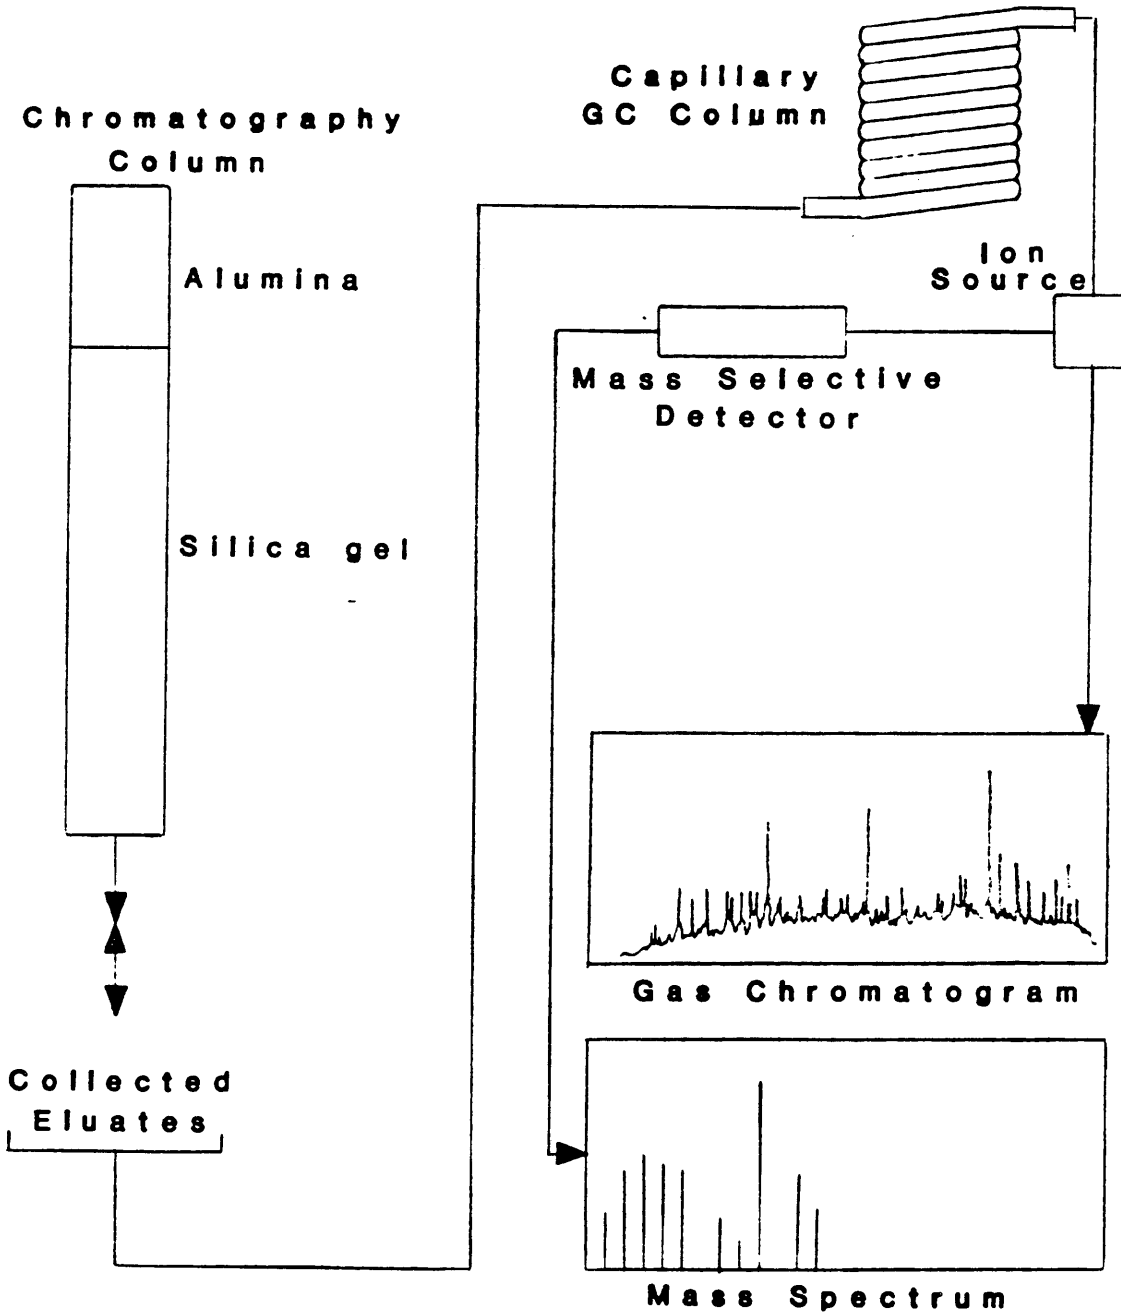 Chromatography
Column
Alumina
Silica gel
Collected
Eluates
Capillary
GC Column
Ion
Source
Mass Selective
Detector
Gas Chromatogram
Mass Spectrum